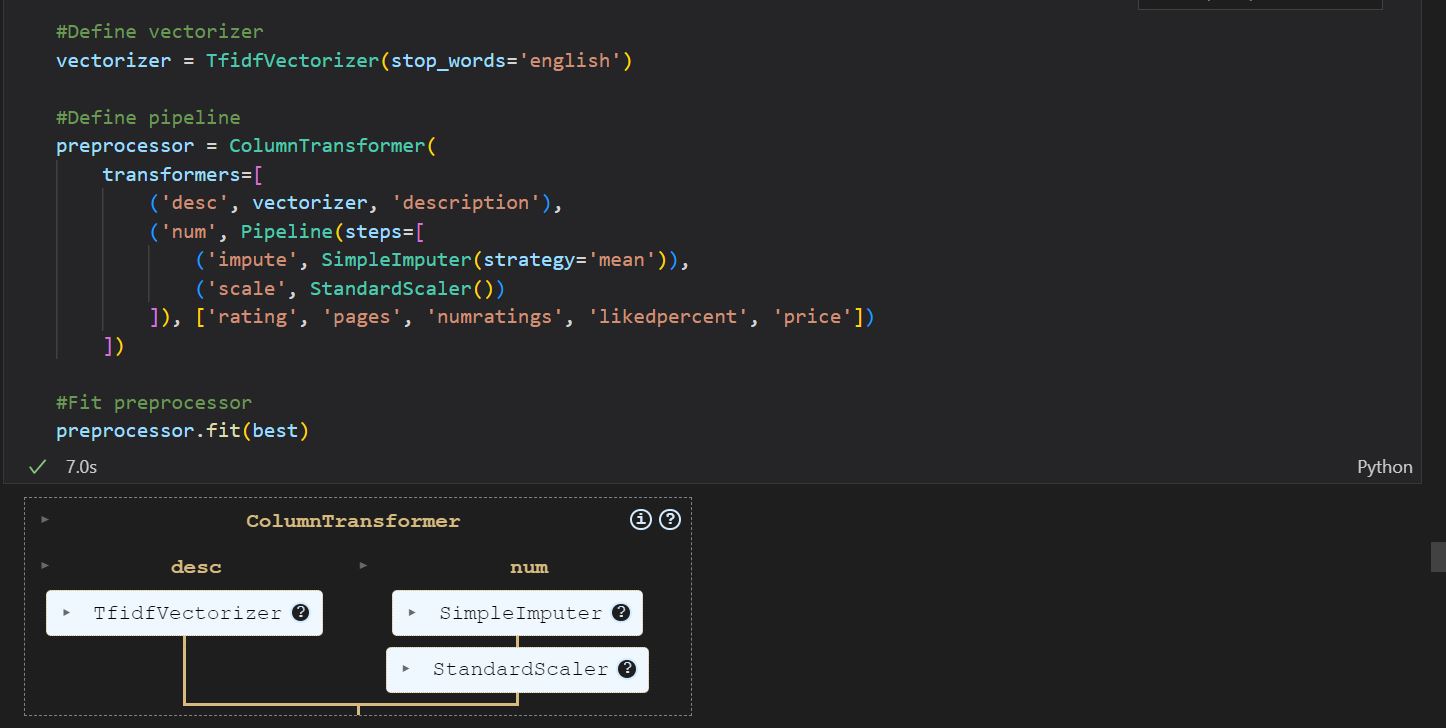 #Define vectorizer
vectorizer = TfidfVectorizer(stop_words='english')
#Define pipeline
preprocessor = ColumnTransformer(
    transformers=[
        ('desc', vectorizer, 'description'),
        ('num', Pipeline(steps=[
            ('impute', SimpleImputer(strategy='mean')),
            ('scale', StandardScaler())
        ]), ['rating', 'pages', 'numratings', 'likedpercent', 'price'])
    ])
#Fit preprocessor
preprocessor.fit(best)
7.0s
Python
ColumnTransformer
i ?
desc
num
TfidfVectorizer ?
SimpleImputer ?
StandardScaler ?